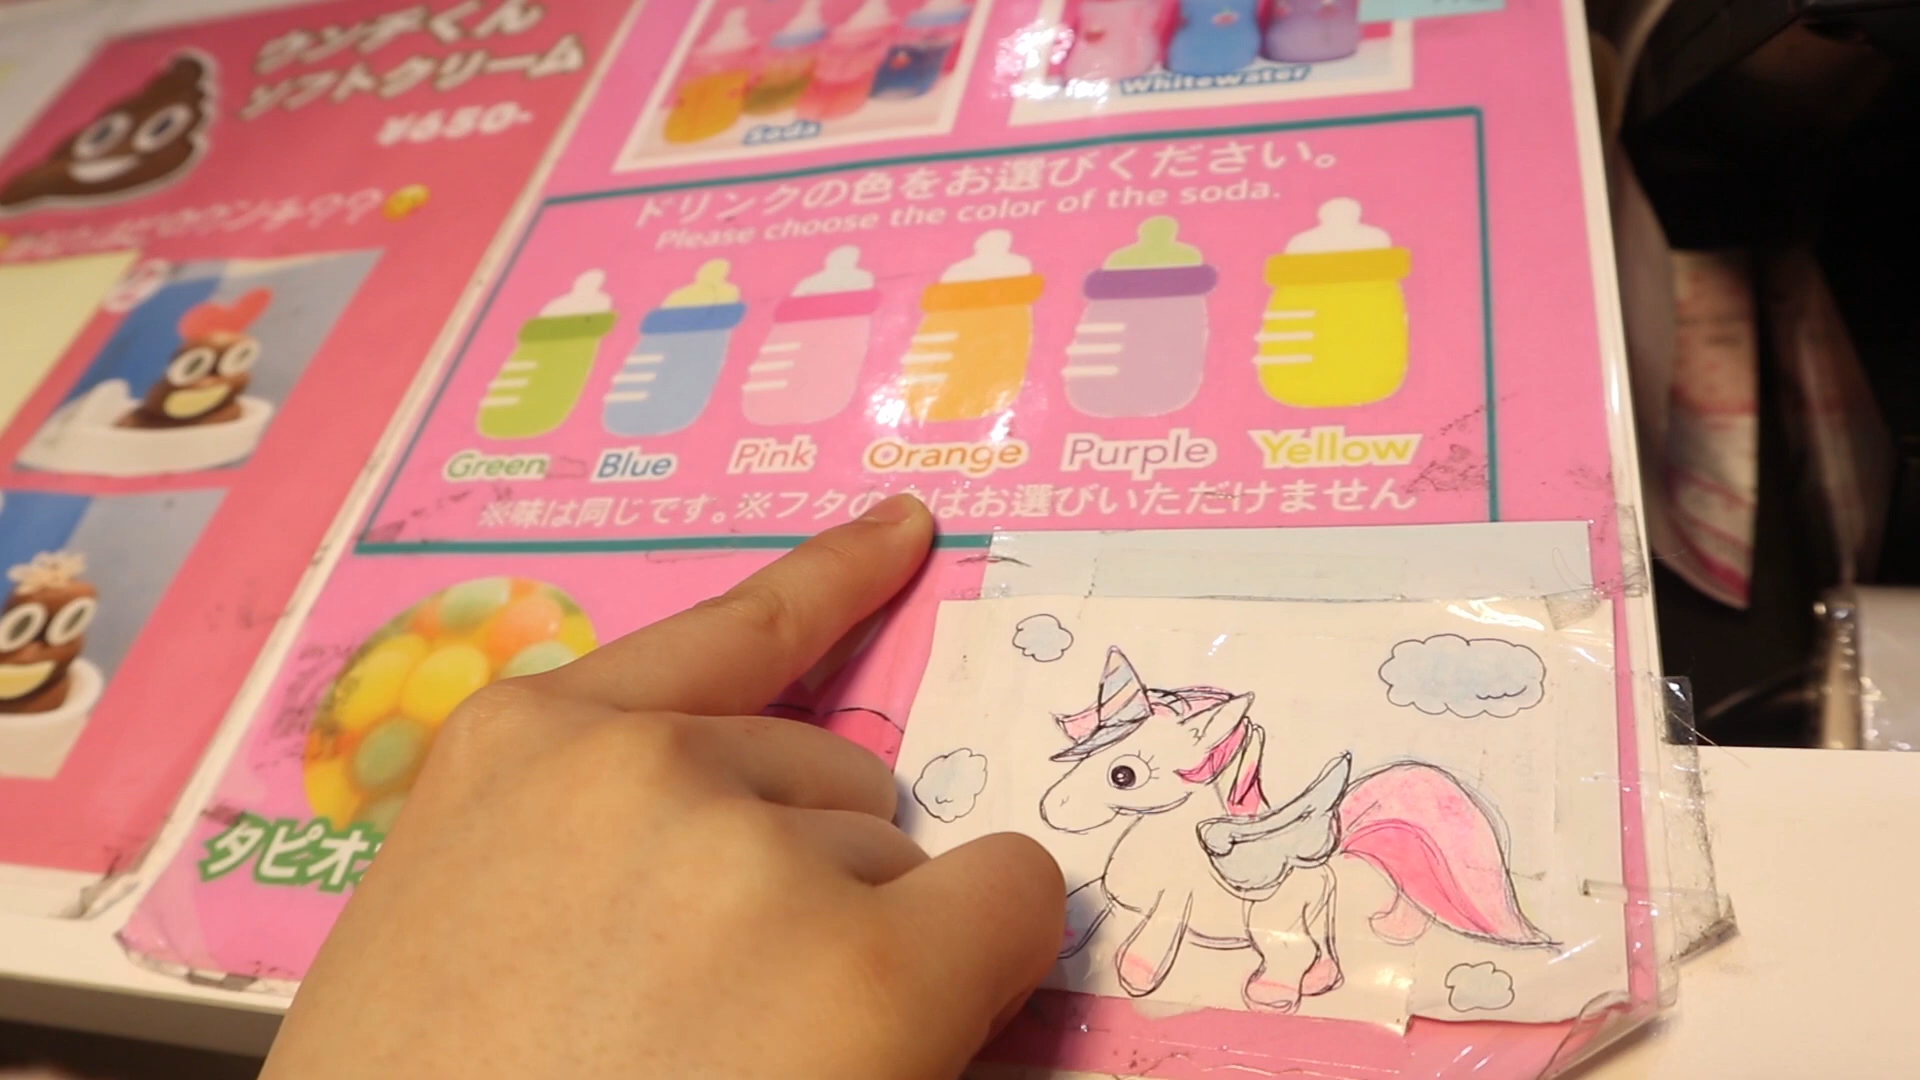 ウンチくん
ソフトクリーム
¥650-
Soda
Whitewater
ドリンクの色をお選びください。
Please choose the color of the soda.
Green Blue Pink Orange Purple Yellow
※味は同じです。※フタの はお選びいただけません
タピオ